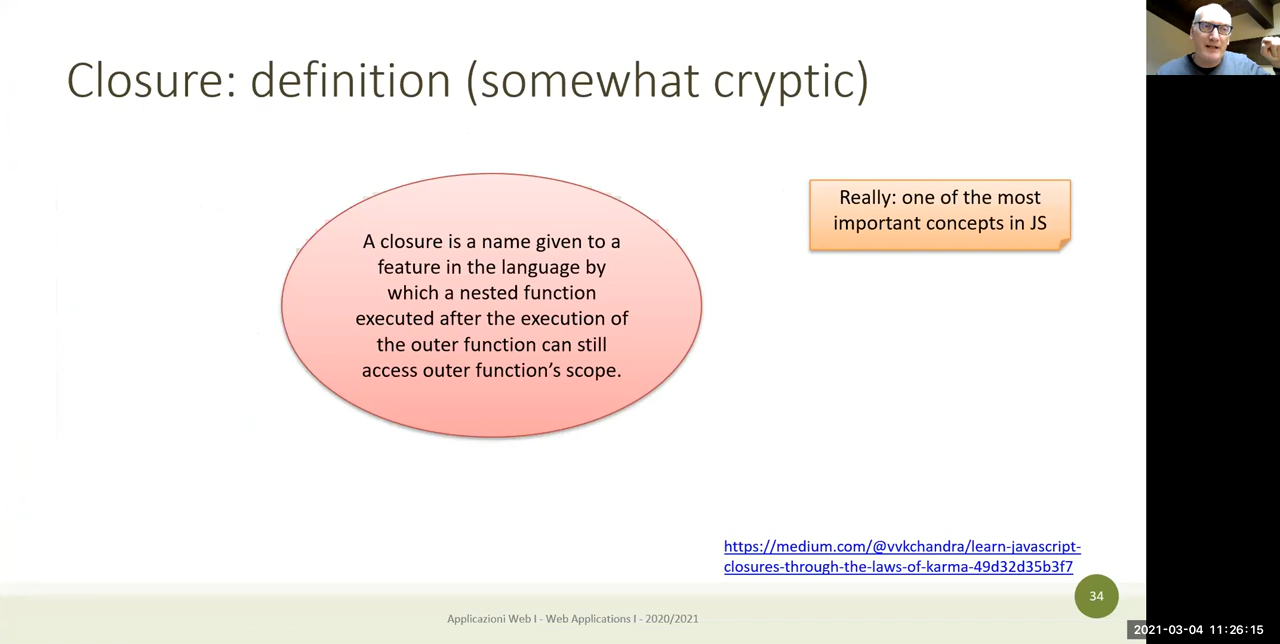 Closure: definition (somewhat cryptic)
A closure is a name given to a
feature in the language by
which a nested function
executed after the execution of
the outer function can still
access outer function’s scope.
Really: one of the most
important concepts in JS
https://medium.com/@vvkchandra/learn-javascript-
closures-through-the-laws-of-karma-49d32d35b3f7
34
Applicazioni Web I - Web Applications I - 2020/2021
2021-03-04 11:26:15